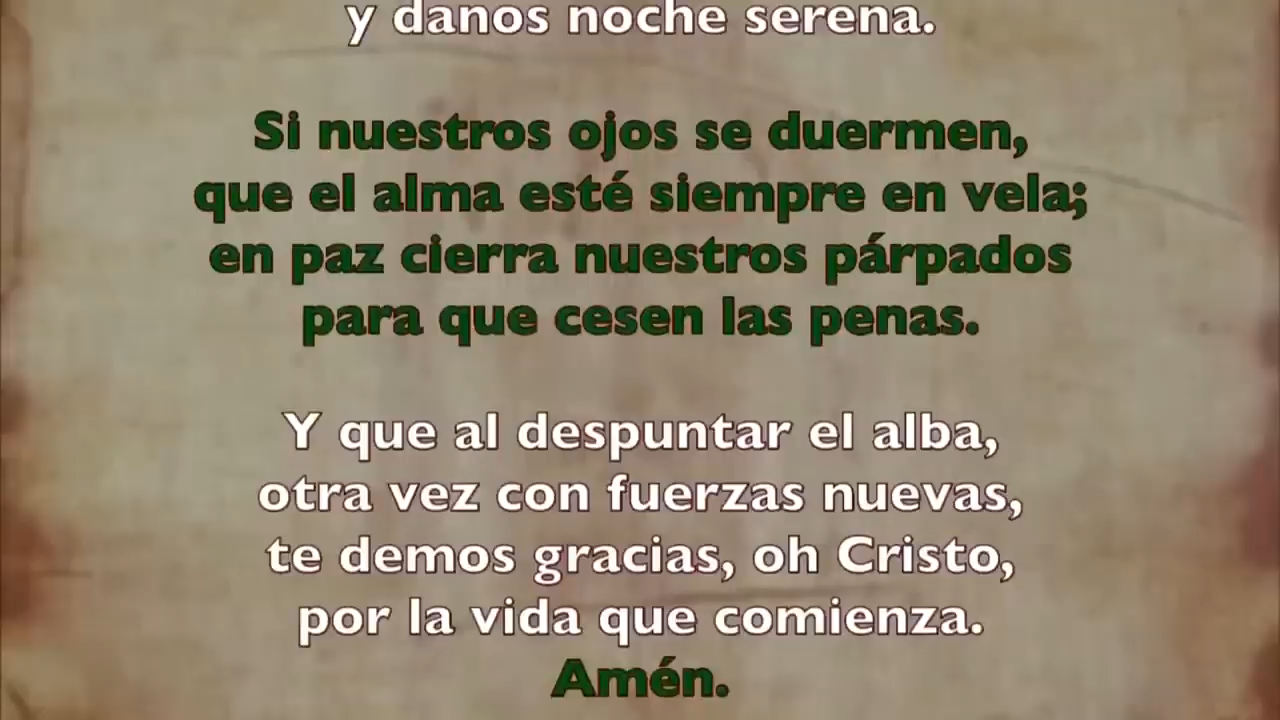 y danos noche serena.
Si nuestros ojos se duermen,
que el alma esté siempre en vela;
en paz cierra nuestros párpados
para que cesen las penas.
Y que al despuntar el alba,
otra vez con fuerzas nuevas,
te demos gracias, oh Cristo,
por la vida que comienza.
Amén.